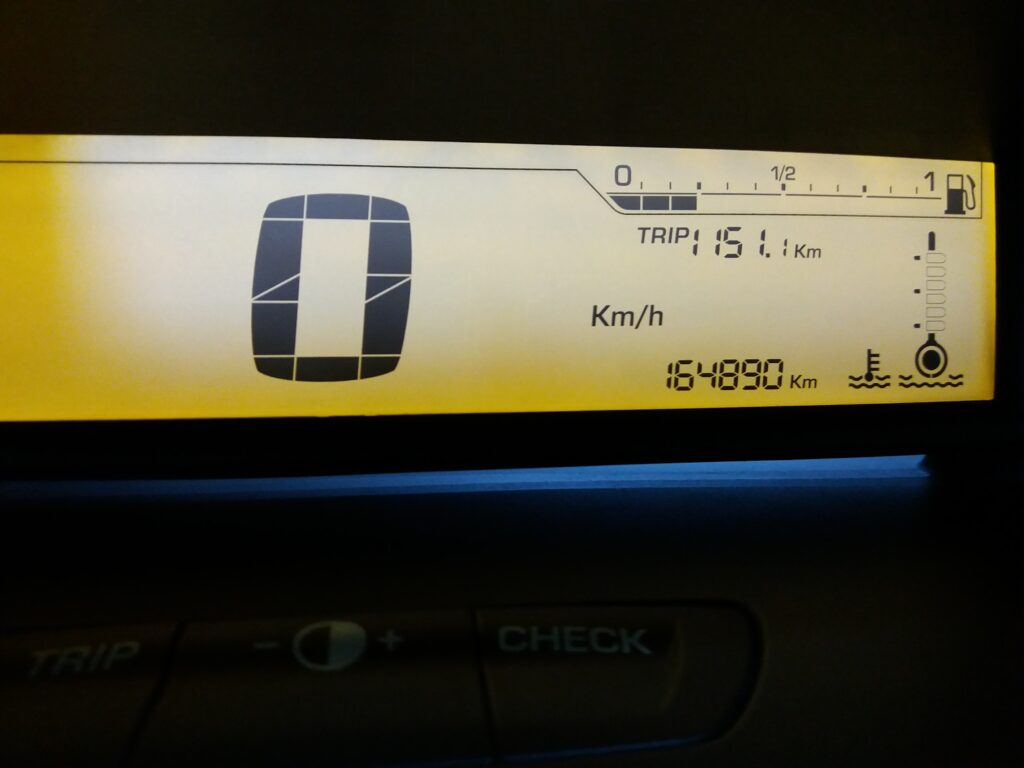 0 1/2 1
TRIP 1151.1 Km
0 Km/h
164890 Km
TRIP - + CHECK